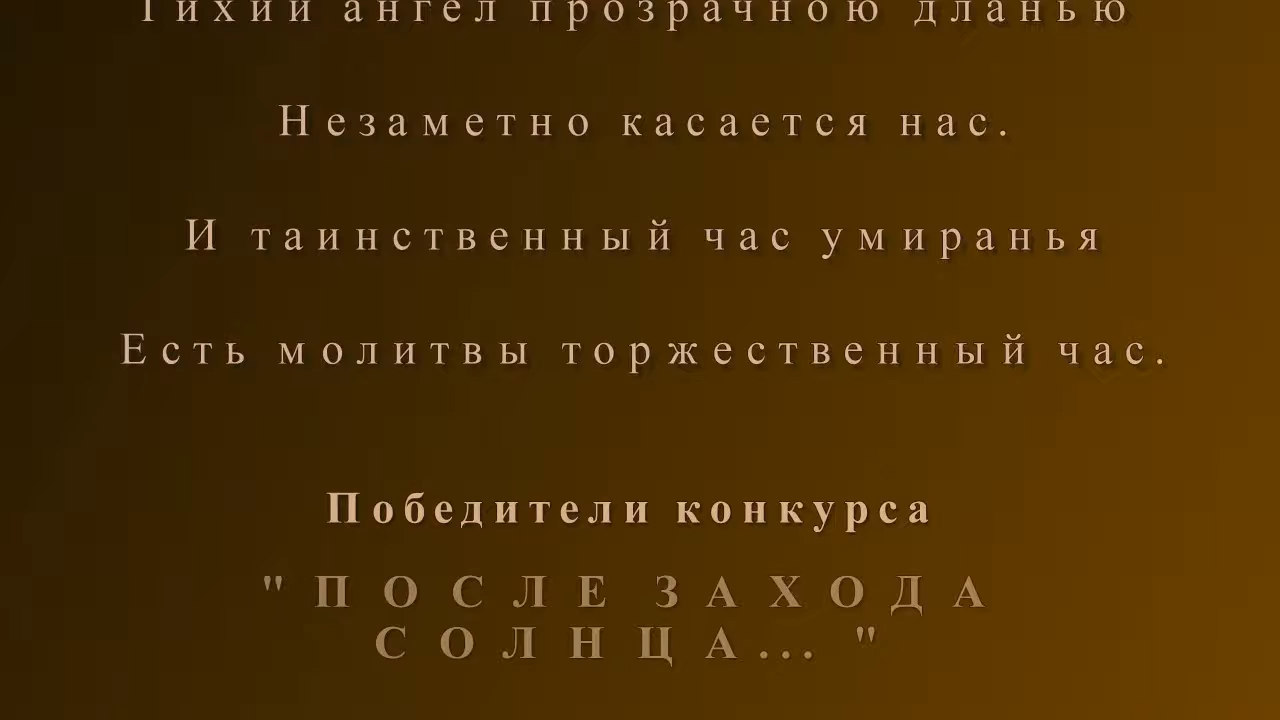 Тихий ангел прозрачною дланью
Незаметно касается нас.
И таинственный час умиранья
Есть молитвы торжественный час.
Победители конкурса
"ПОСЛЕ ЗАХОДА
СОЛНЦА... "